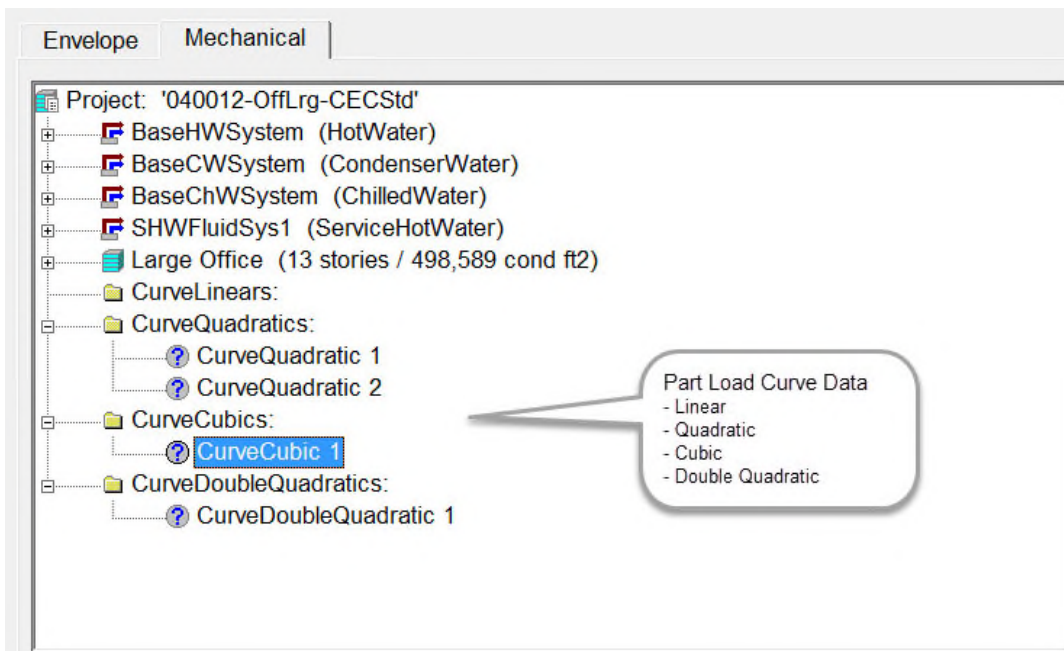 Envelope Mechanical
Project: '040012-OffLrg-CECStd'
BaseHWSystem (HotWater)
BaseCWSystem (CondenserWater)
BaseChWSystem (ChilledWater)
SHWFluidSys1 (ServiceHotWater)
Large Office (13 stories / 498,589 cond ft2)
CurveLinears:
CurveQuadratics:
CurveQuadratic 1
CurveQuadratic 2
CurveCubics:
CurveCubic 1
CurveDoubleQuadratics:
CurveDoubleQuadratic 1
Part Load Curve Data
- Linear
- Quadratic
- Cubic
- Double Quadratic